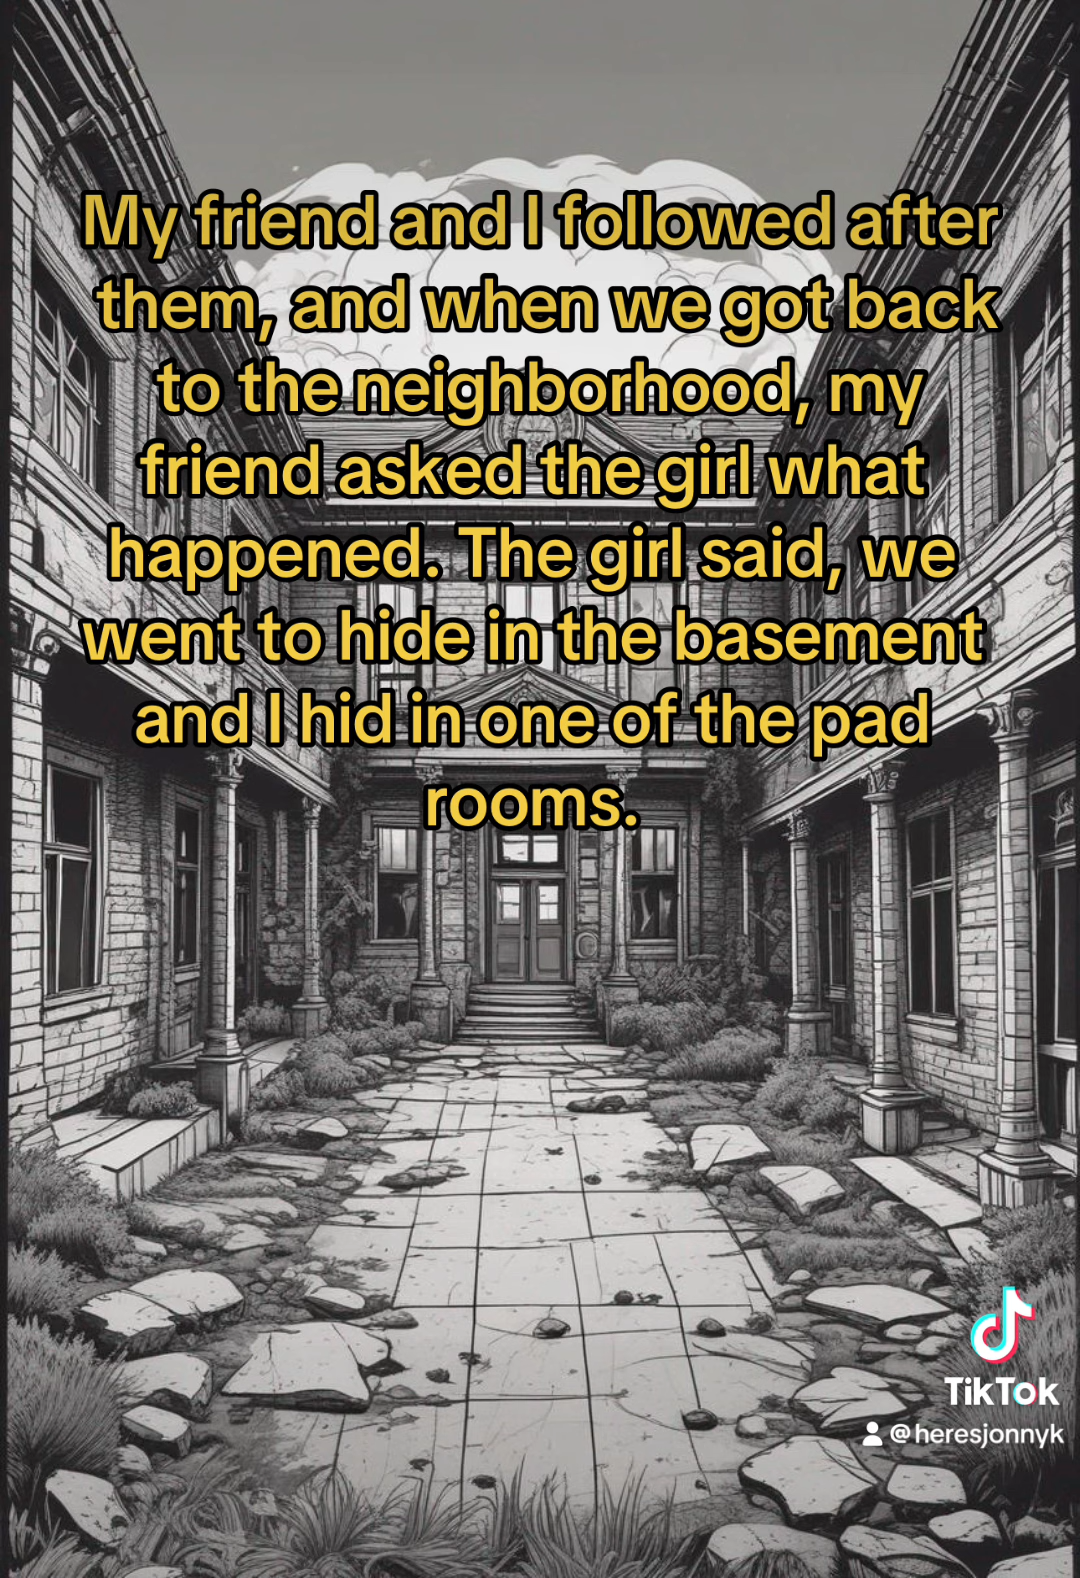 My friend and I followed after
them, and when we got back
to the neighborhood, my
friend asked the girl what
happened. The girl said, we
went to hide in the basement
and I hid in one of the pad
rooms.
TikTok
@heresjonnyk